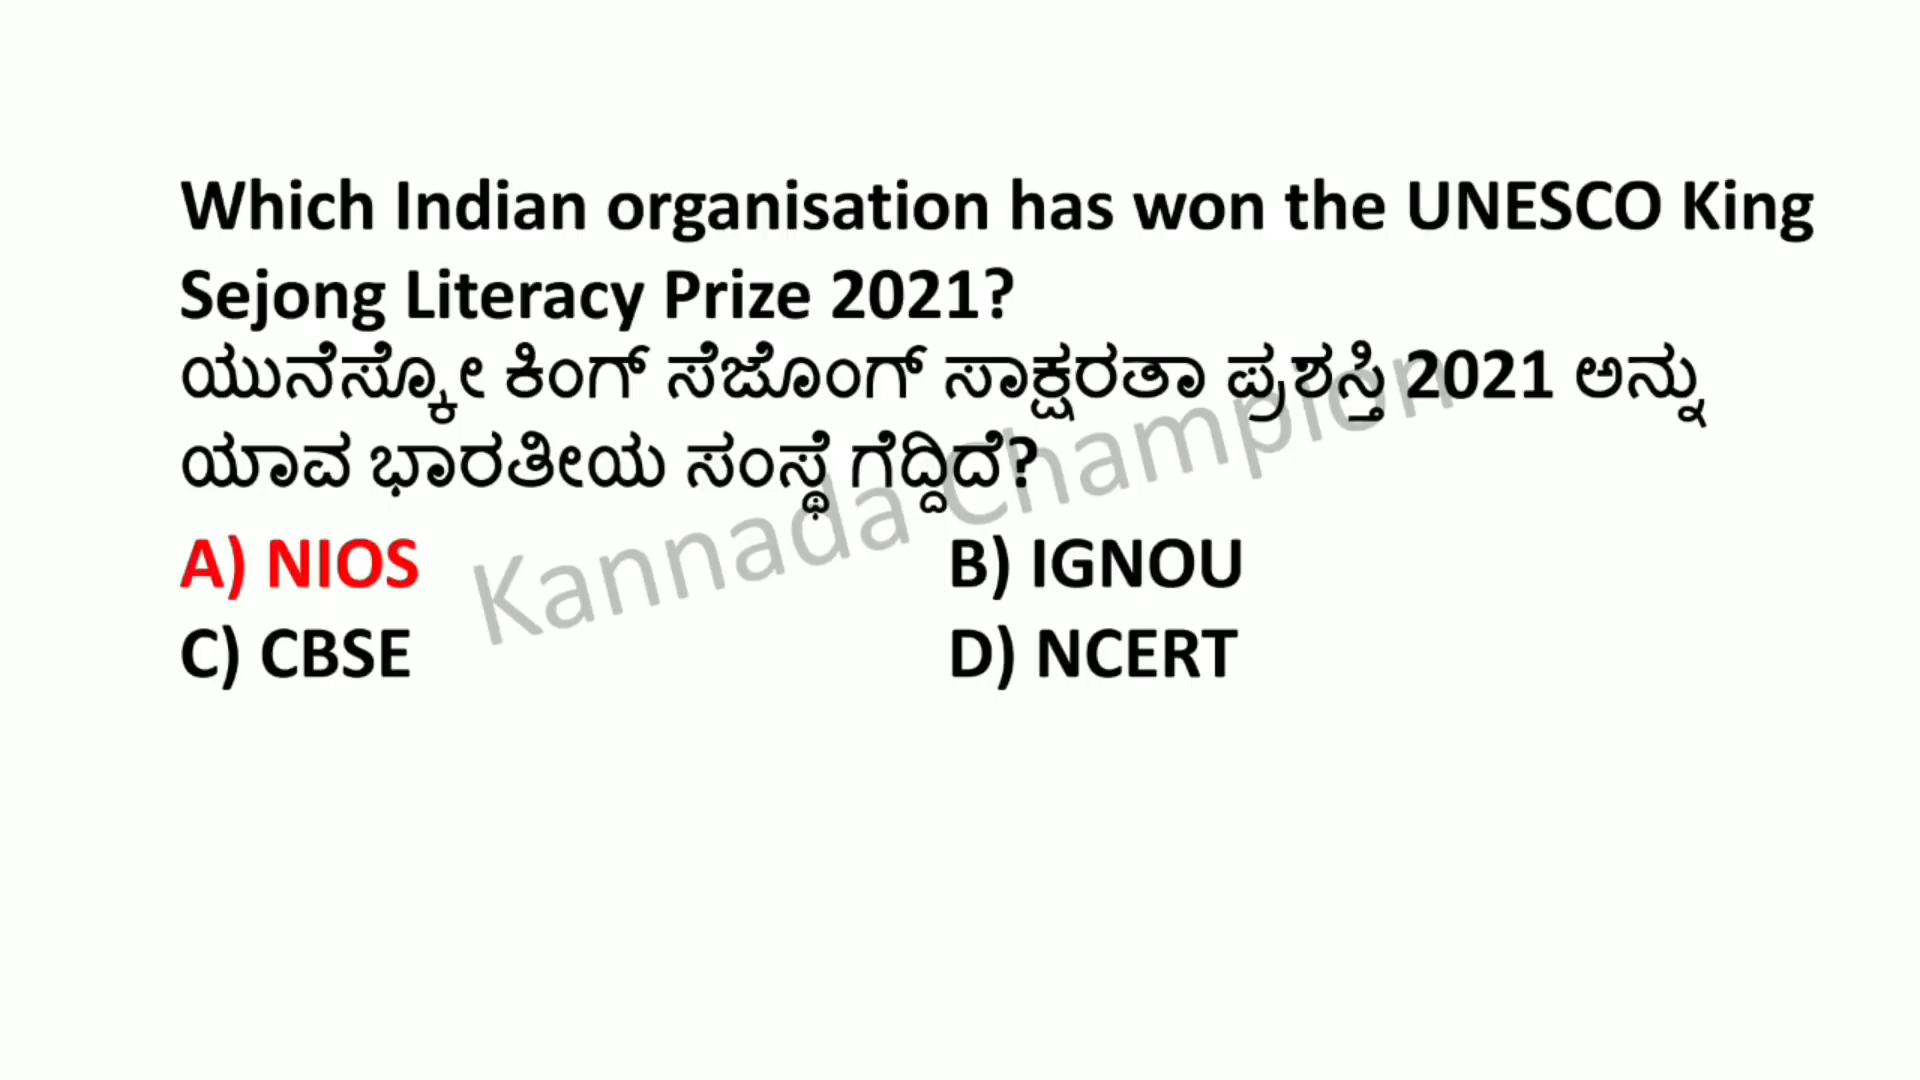 Which Indian organisation has won the UNESCO King
Sejong Literacy Prize 2021?
ಯುನೆಸ್ಕೋ ಕಿಂಗ್ ಸೆಜೊಂಗ್ ಸಾಕ್ಷರತಾ ಪ್ರಶಸ್ತಿ 2021 ಅನ್ನು
ಯಾವ ಭಾರತೀಯ ಸಂಸ್ಥೆ ಗೆದ್ದಿದೆ?
A) NIOS B) IGNOU
C) CBSE D) NCERT
Kannada Champion